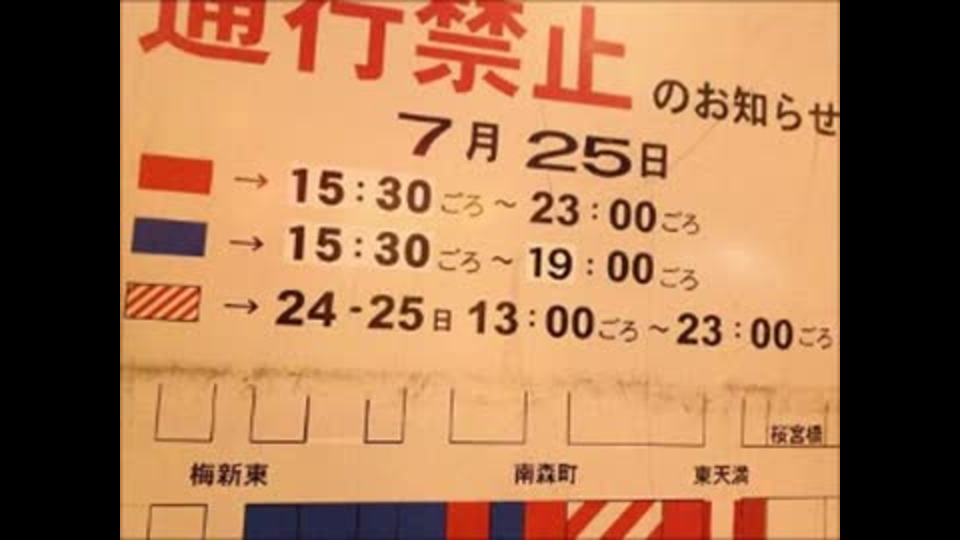 通行禁止のお知らせ
7月25日
→ 15:30ごろ～23:00ごろ
→ 15:30ごろ～19:00ごろ
→ 24-25日 13:00ごろ～23:00ごろ
桜宮橋
梅新東 南森町 東天満